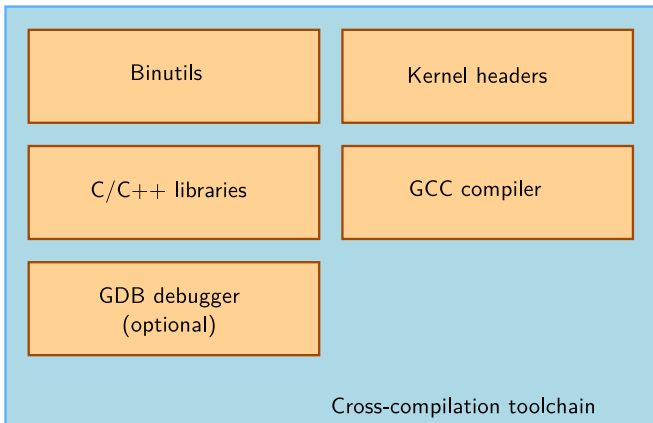 Binutils
Kernel headers
C/C++ libraries
GCC compiler
GDB debugger
(optional)
Cross-compilation toolchain